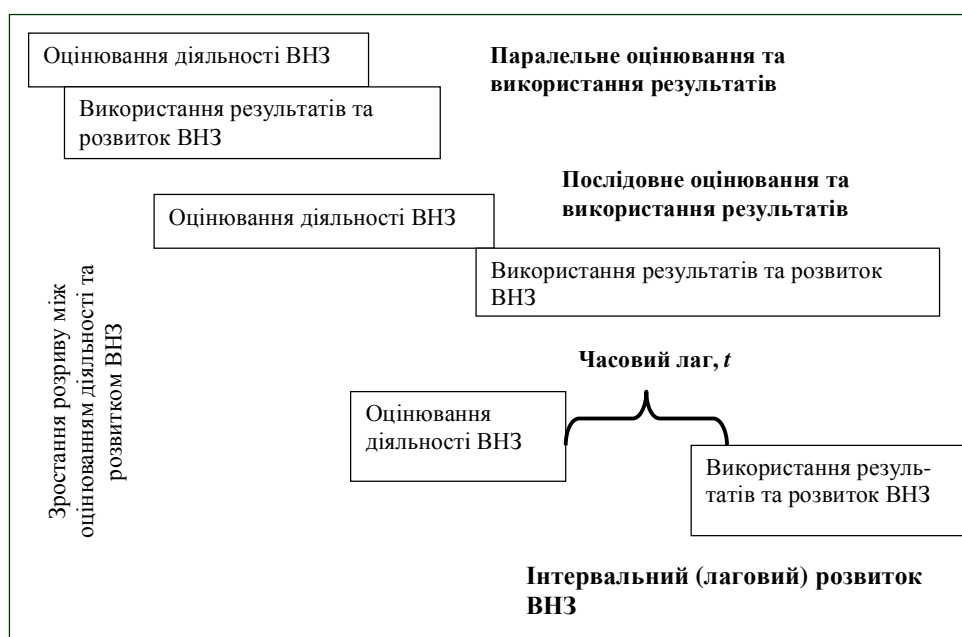 Оцінювання діяльності ВНЗ
Паралельне оцінювання та
використання результатів
Використання результатів та
розвиток ВНЗ
Послідовне оцінювання та
використання результатів
Оцінювання діяльності ВНЗ
Використання результатів та розвиток
ВНЗ
Зростання розриву між
оцінюванням діяльності та
розвитком ВНЗ
Часовий лаг, t
Оцінювання
діяльності ВНЗ
Використання резуль-
татів та розвиток ВНЗ
Інтервальний (лаговий) розвиток
ВНЗ